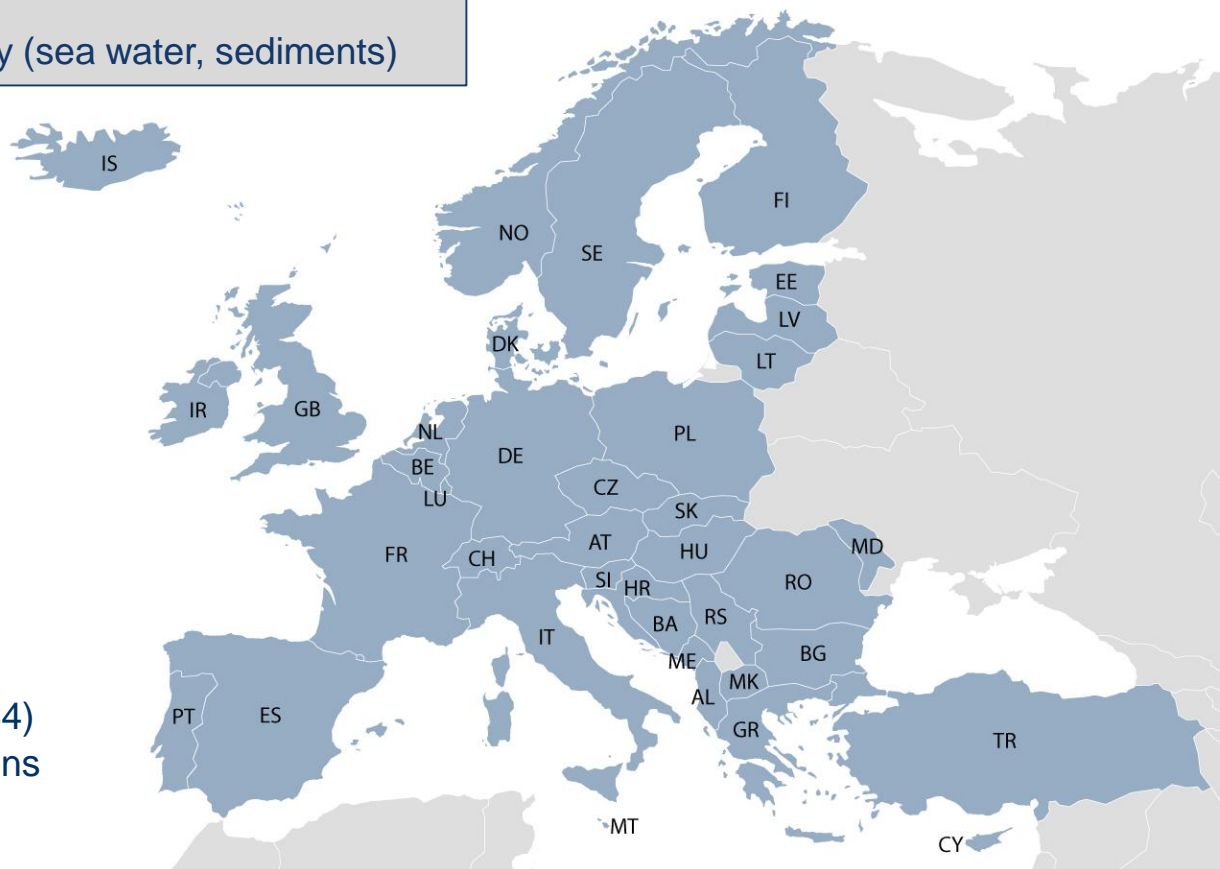 y (sea water, sediments)
IS
FI
NO
SE
EE
LV
DK
LT
IR
GB
NL
PL
DE
BE
CZ
LU
SK
AT
HU
MD
FR
CH
SI
HR
RO
BA
RS
IT
BG
ME
MK
AL
4)
ns
PT
ES
GR
TR
MT
CY